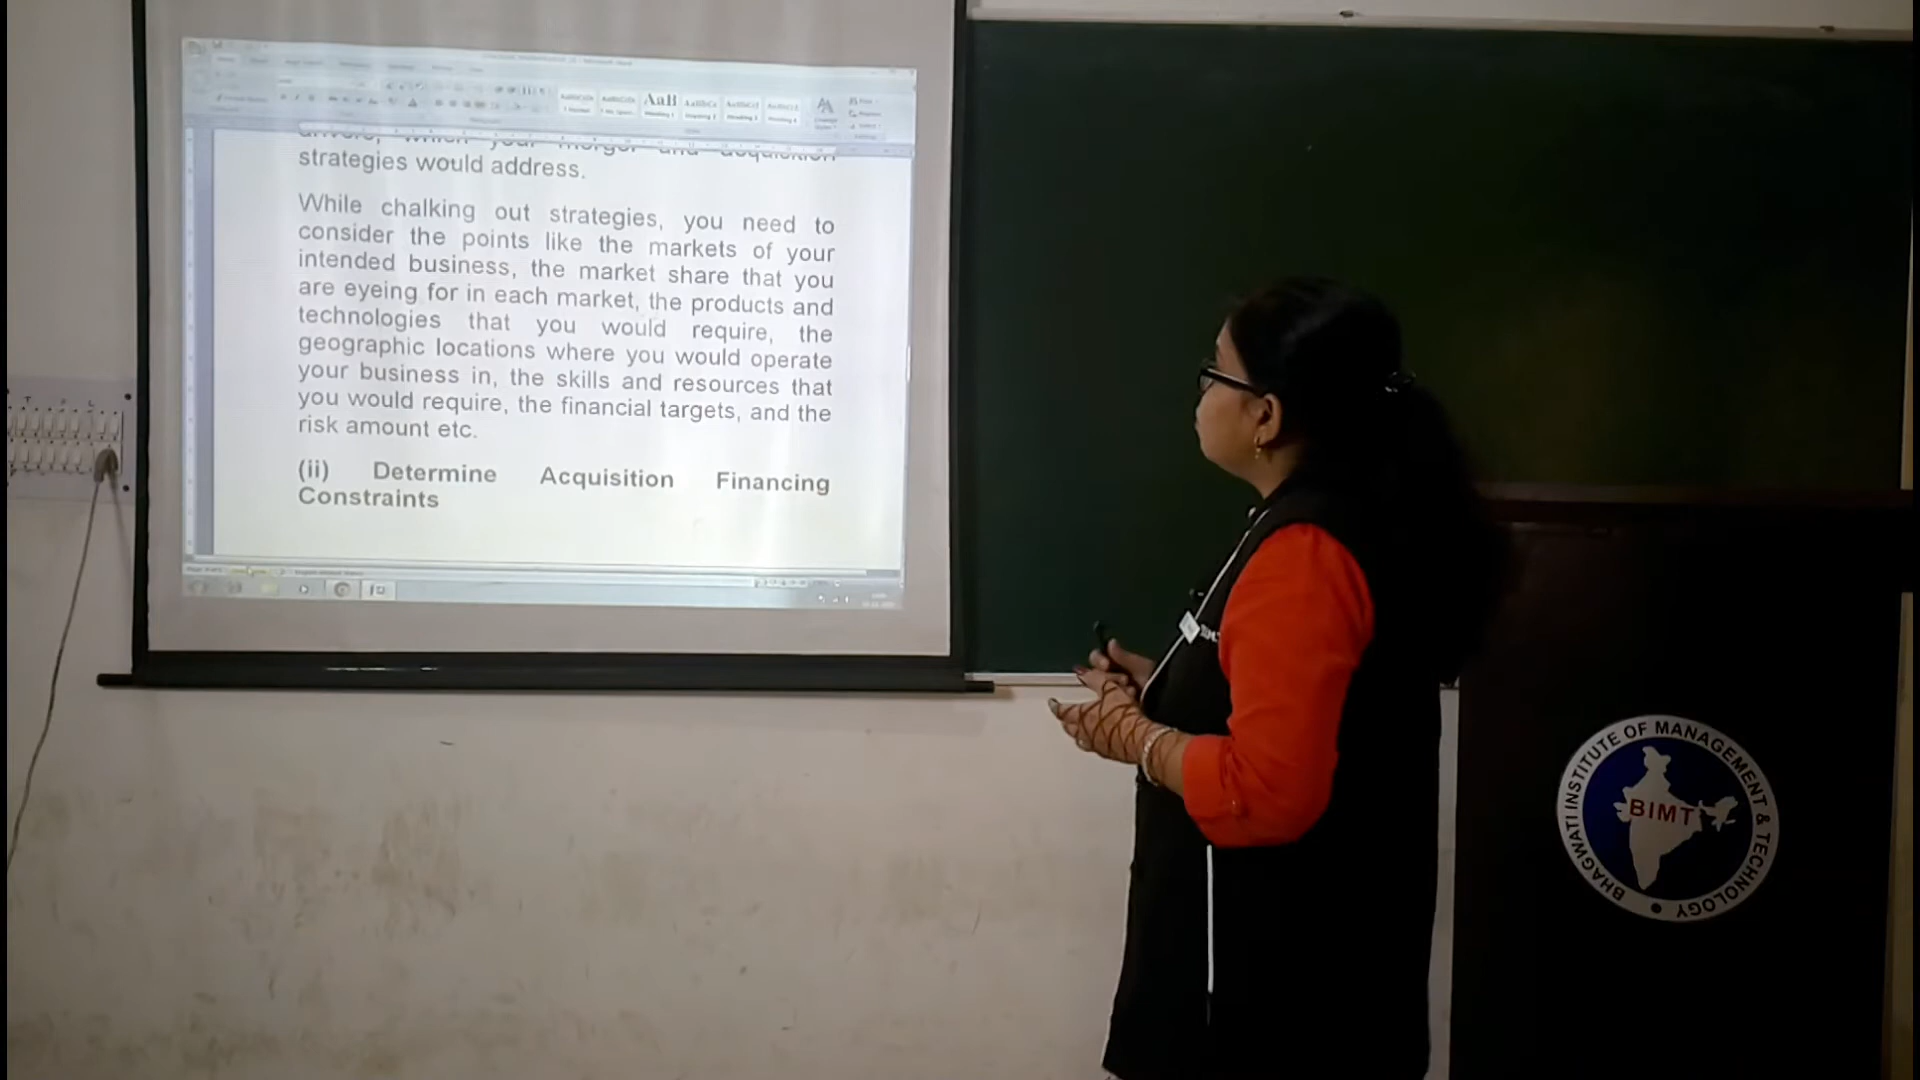 AaB
strategies would address.
While chalking out strategies, you need to
consider the points like the markets of your
intended business, the market share that you
are eyeing for in each market, the products and
technologies that you would require, the
geographic locations where you would operate
your business in, the skills and resources that
you would require, the financial targets, and the
risk amount etc.
(ii) Determine Acquisition Financing
Constraints
BHAGWATI INSTITUTE OF MANAGEMENT & TECHNOLOGY
BIMT